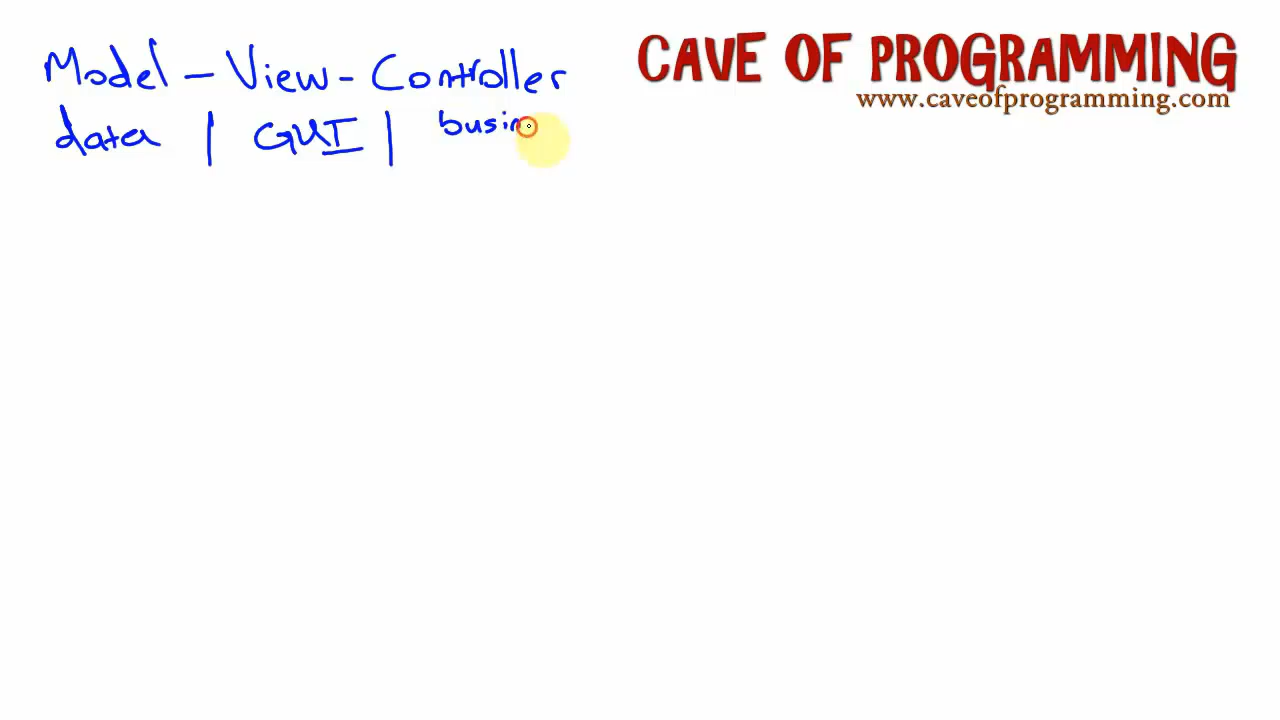 Model - View - Controller
CAVE OF PROGRAMMING
www.caveofprogramming.com
data | GUI | busin